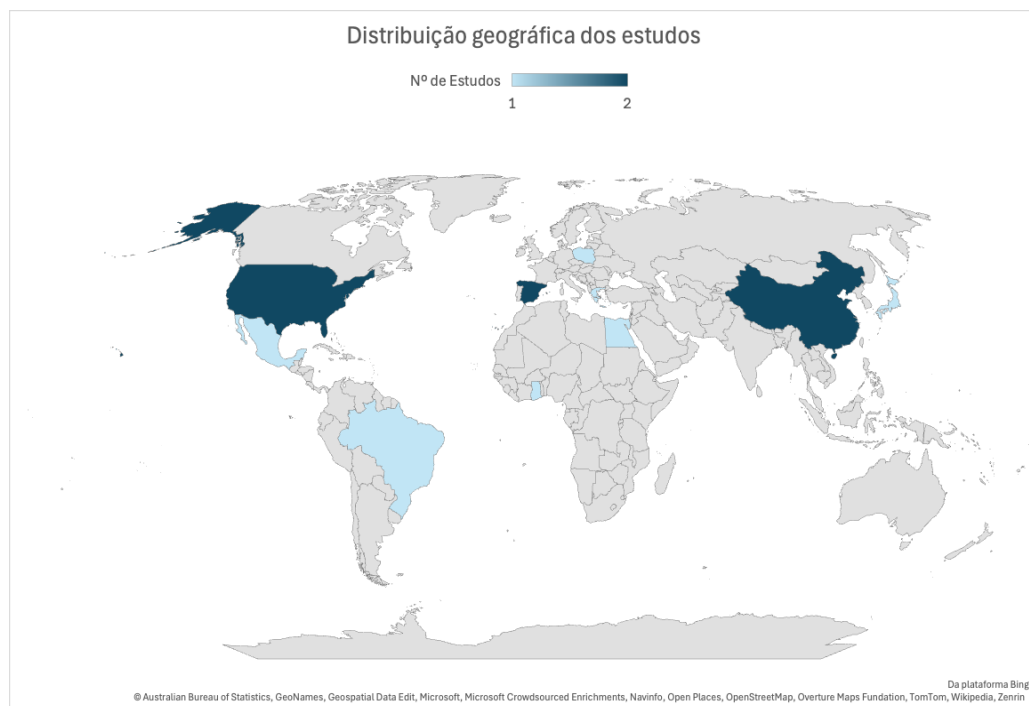 Distribuição geográfica dos estudos
Nº de Estudos
1 2
Da plataforma Bing
© Australian Bureau of Statistics, GeoNames, Geospatial Data Edit, Microsoft, Microsoft Crowdsourced Enrichments, Navinfo, Open Places, OpenStreetMap, Overture Maps Fundation, TomTom, Wikipedia, Zenrin